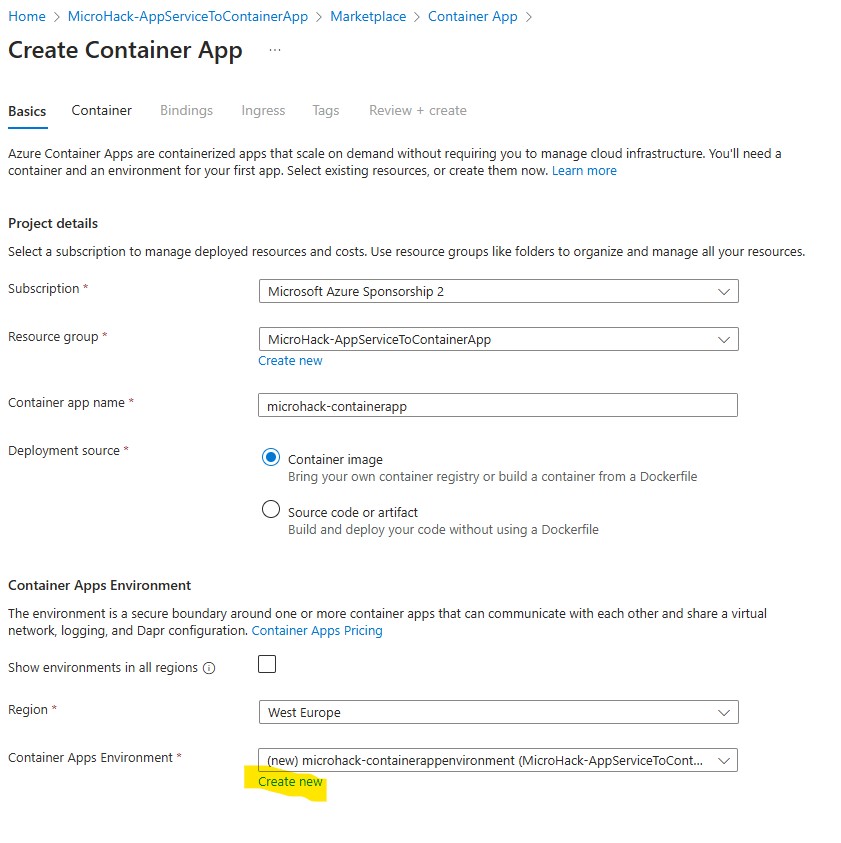 Home > MicroHack-AppServiceToContainerApp > Marketplace > Container App >
Create Container App ...
Basics Container Bindings Ingress Tags Review + create
Azure Container Apps are containerized apps that scale on demand without requiring you to manage cloud infrastructure. You'll need a
container and an environment for your first app. Select existing resources, or create them now. Learn more
Project details
Select a subscription to manage deployed resources and costs. Use resource groups like folders to organize and manage all your resources.
Subscription *
Microsoft Azure Sponsorship 2
Resource group *
MicroHack-AppServiceToContainerApp
Create new
Container app name *
microhack-containerapp
Deployment source *
Container image
Bring your own container registry or build a container from a Dockerfile
Source code or artifact
Build and deploy your code without using a Dockerfile
Container Apps Environment
The environment is a secure boundary around one or more container apps that can communicate with each other and share a virtual
network, logging, and Dapr configuration. Container Apps Pricing
Show environments in all regions
Region *
West Europe
Container Apps Environment *
(new) microhack-containerappenvironment (MicroHack-AppServiceToCont...
Create new